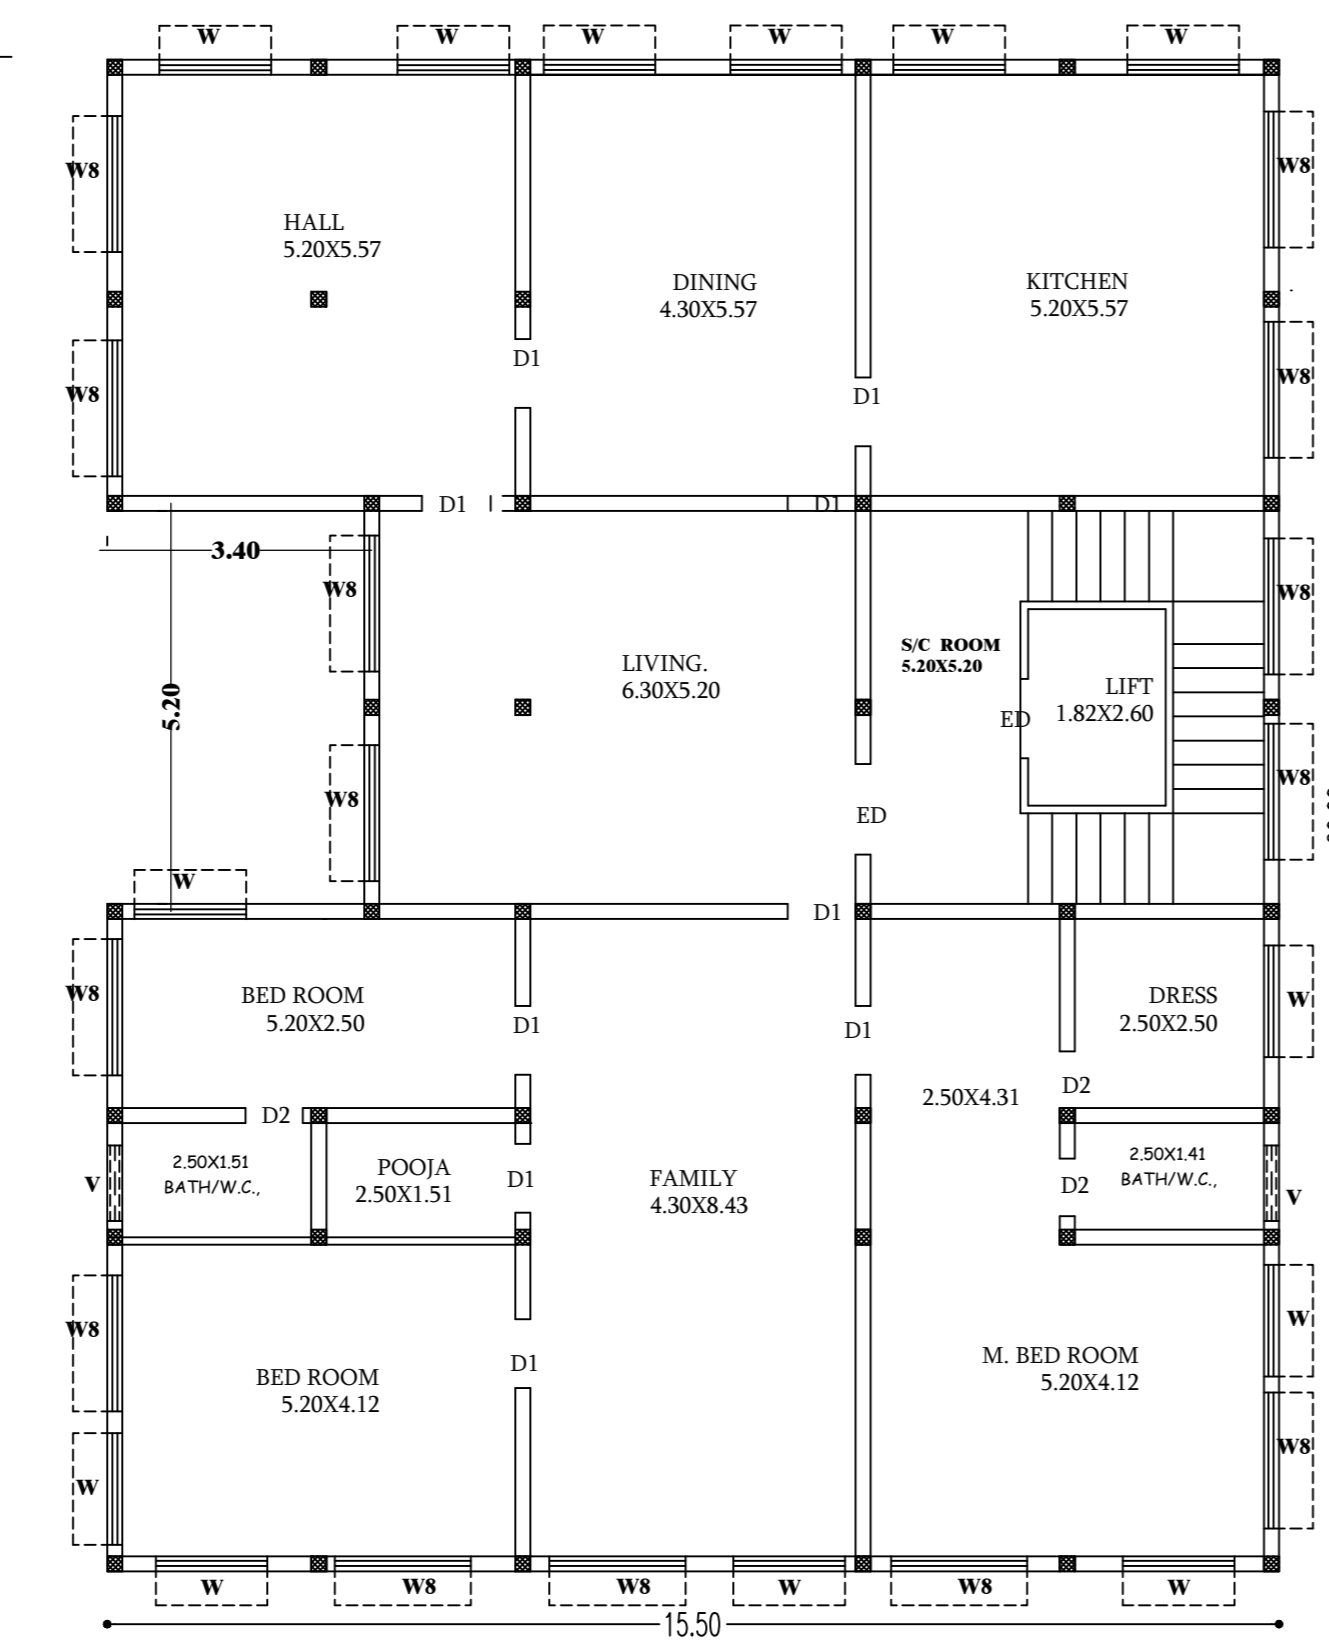 W W W W W W
W8 W8
HALL
5.20X5.57
DINING
4.30X5.57
KITCHEN
5.20X5.57
D1
W8 W8
D1
D1 D1
3.40
W8 W8
S/C ROOM
5.20X5.20
LIVING.
6.30X5.20
LIFT
1.82X2.60
5.20
ED
W8 W8
ED
W
D1
W8
BED ROOM
5.20X2.50
DRESS
2.50X2.50
W
D1 D1
D2
2.50X4.31
D2
2.50X1.51
BATH/W.C.,
POOJA
2.50X1.51
D1
FAMILY
4.30X8.43
2.50X1.41
BATH/W.C.,
D2
V V
W8
W
D1
M. BED ROOM
5.20X4.12
BED ROOM
5.20X4.12
W8
W
W W8 W8 W W8 W
15.50